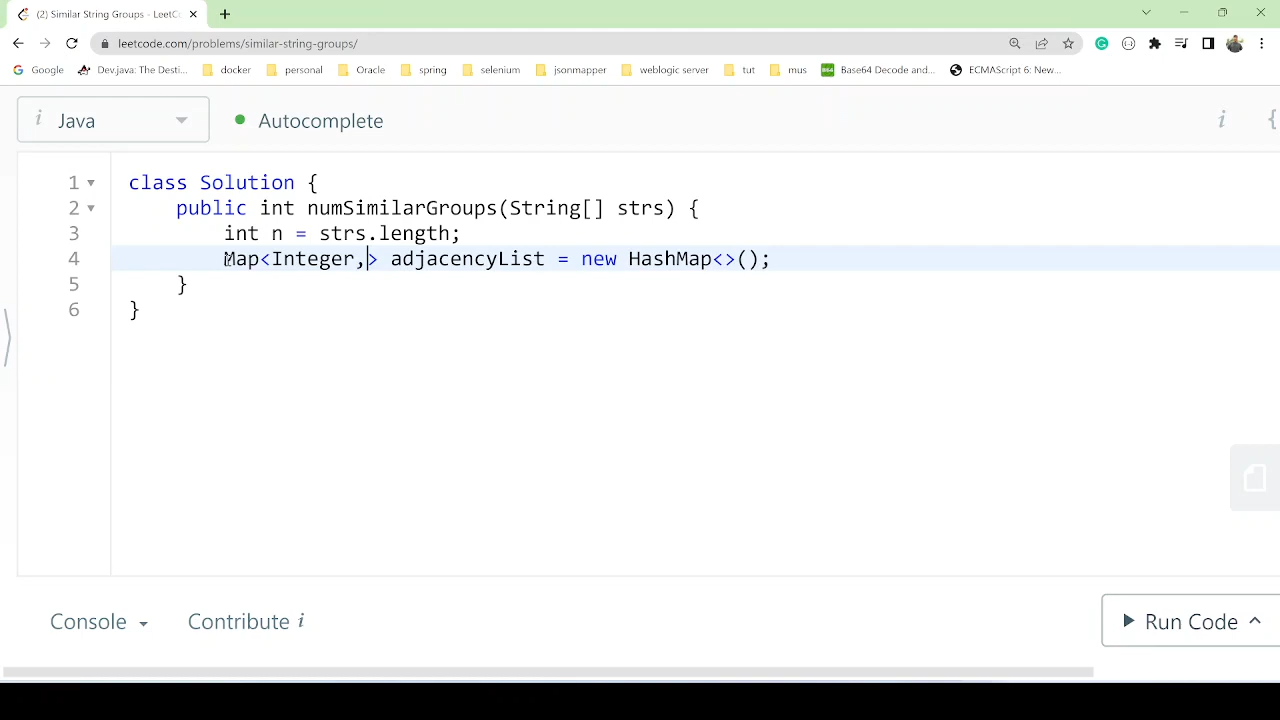 (2) Similar String Groups - LeetC
leetcode.com/problems/similar-string-groups/
Google Dev.java: The Desti... docker personal Oracle spring selenium jsnmapper weblogic server tut mus Base64 Decode and... ECMAScript 6: New...
i Java Autocomplete i {
1 class Solution {
2 public int numSimilarGroups(String[] strs) {
3 int n = strs.length;
4 Map<Integer,> adjacencyList = new HashMap<>();
5 }
6 }
Console Contribute i Run Code